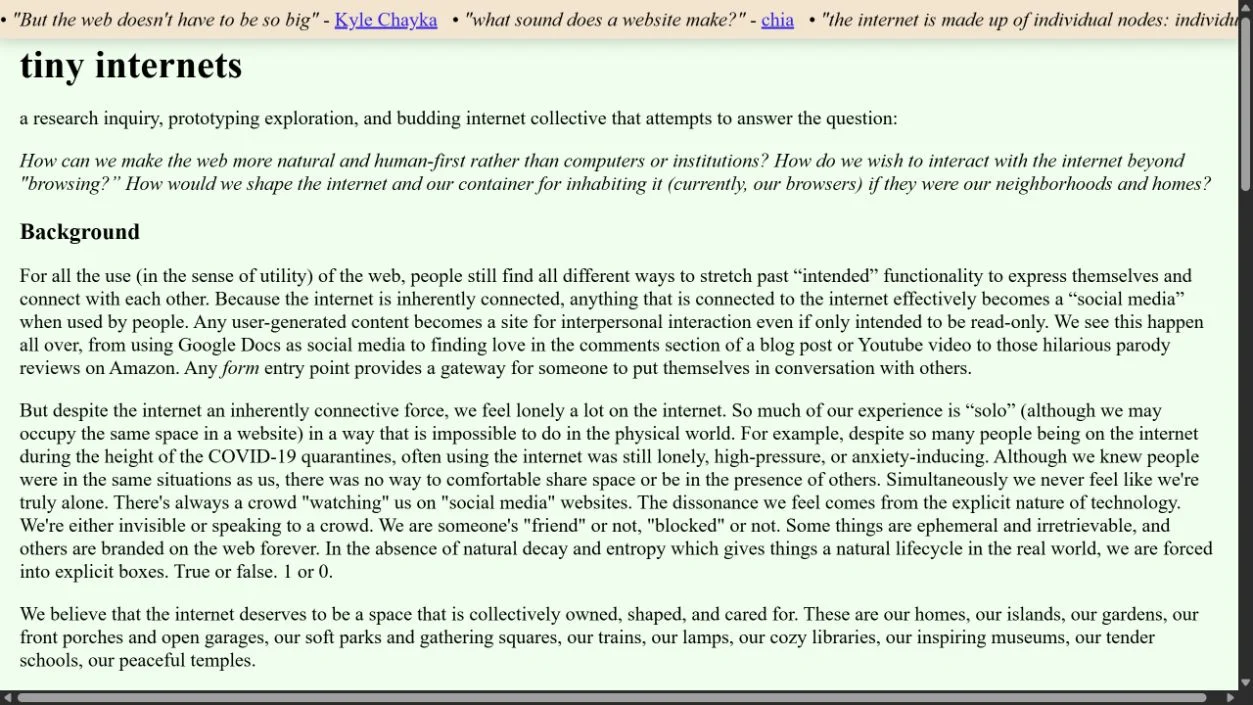 • "But the web doesn't have to be so big" - Kyle Chayka • "what sound does a website make?" - chia • "the internet is made up of individual nodes:
tiny internets
a research inquiry, prototyping exploration, and budding internet collective that attempts to answer the question:
How can we make the web more natural and human-first rather than computers or institutions? How do we wish to interact with the internet beyond
"browsing?” How would we shape the internet and our container for inhabiting it (currently, our browsers) if they were our neighborhoods and homes?
Background
For all the use (in the sense of utility) of the web, people still find all different ways to stretch past “intended” functionality to express themselves and
connect with each other. Because the internet is inherently connected, anything that is connected to the internet effectively becomes a “social media”
when used by people. Any user-generated content becomes a site for interpersonal interaction even if only intended to be read-only. We see this happen
all over, from using Google Docs as social media to finding love in the comments section of a blog post or Youtube video to those hilarious parody
reviews on Amazon. Any form entry point provides a gateway for someone to put themselves in conversation with others.
But despite the internet an inherently connective force, we feel lonely a lot on the internet. So much of our experience is “solo” (although we may
occupy the same space in a website) in a way that is impossible to do in the physical world. For example, despite so many people being on the internet
during the height of the COVID-19 quarantines, often using the internet was still lonely, high-pressure, or anxiety-inducing. Although we knew people
were in the same situations as us, there was no way to comfortable share space or be in the presence of others. Simultaneously we never feel like we're
truly alone. There's always a crowd "watching" us on "social media" websites. The dissonance we feel comes from the explicit nature of technology.
We're either invisible or speaking to a crowd. We are someone's "friend" or not, "blocked" or not. Some things are ephemeral and irretrievable, and
others are branded on the web forever. In the absence of natural decay and entropy which gives things a natural lifecycle in the real world, we are forced
into explicit boxes. True or false. 1 or 0.
We believe that the internet deserves to be a space that is collectively owned, shaped, and cared for. These are our homes, our islands, our gardens, our
front porches and open garages, our soft parks and gathering squares, our trains, our lamps, our cozy libraries, our inspiring museums, our tender
schools, our peaceful temples.